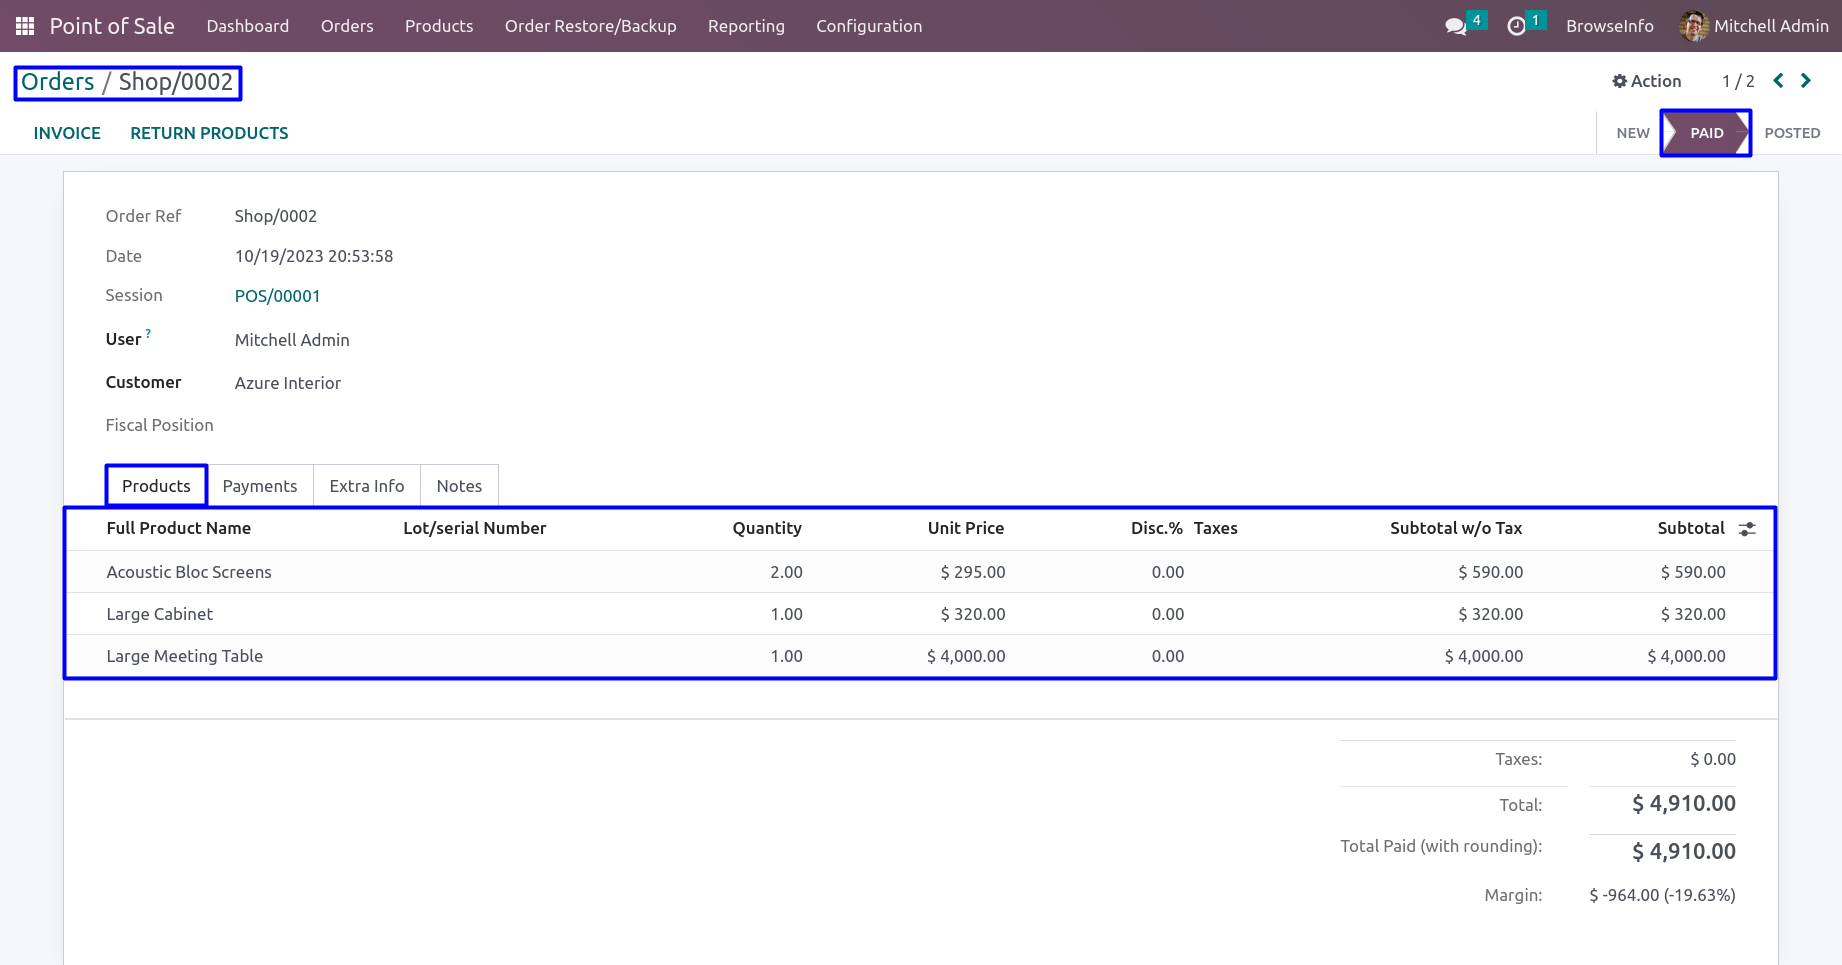 Point of Sale Dashboard Orders Products Order Restore/Backup Reporting Configuration 4 1 BrowseInfo Mitchell Admin
Orders / Shop/0002 Action 1 / 2
INVOICE RETURN PRODUCTS NEW PAID POSTED
Order Ref Shop/0002
Date 10/19/2023 20:53:58
Session POS/00001
User ? Mitchell Admin
Customer Azure Interior
Fiscal Position
Products Payments Extra Info Notes
Full Product Name Lot/serial Number Quantity Unit Price Disc.% Taxes Subtotal w/o Tax Subtotal
Acoustic Bloc Screens 2.00 $ 295.00 0.00 $ 590.00 $ 590.00
Large Cabinet 1.00 $ 320.00 0.00 $ 320.00 $ 320.00
Large Meeting Table 1.00 $ 4,000.00 0.00 $ 4,000.00 $ 4,000.00
Taxes: $ 0.00
Total: $ 4,910.00
Total Paid (with rounding): $ 4,910.00
Margin: $ -964.00 (-19.63%)